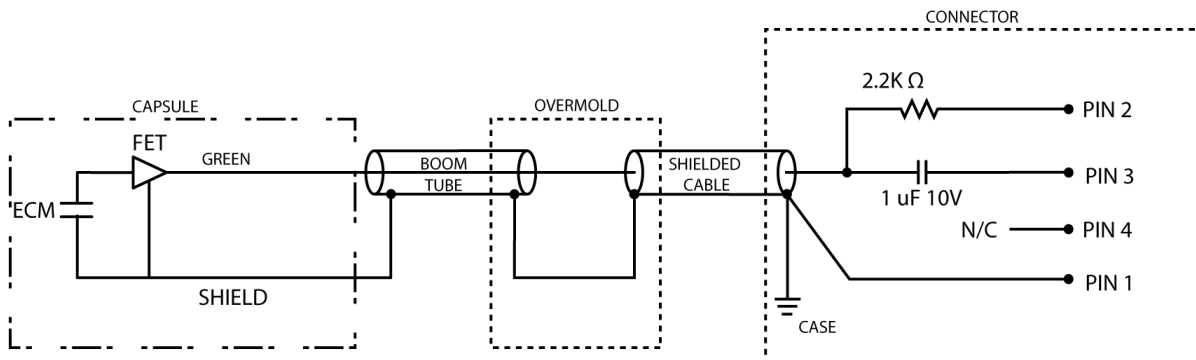 CONNECTOR
2.2K Ω
PIN 2
CAPSULE
OVERMOLD
FET
GREEN
BOOM
TUBE
SHIELDED
CABLE
PIN 3
1 uF 10V
ECM
N/C
PIN 4
PIN 1
SHIELD
CASE